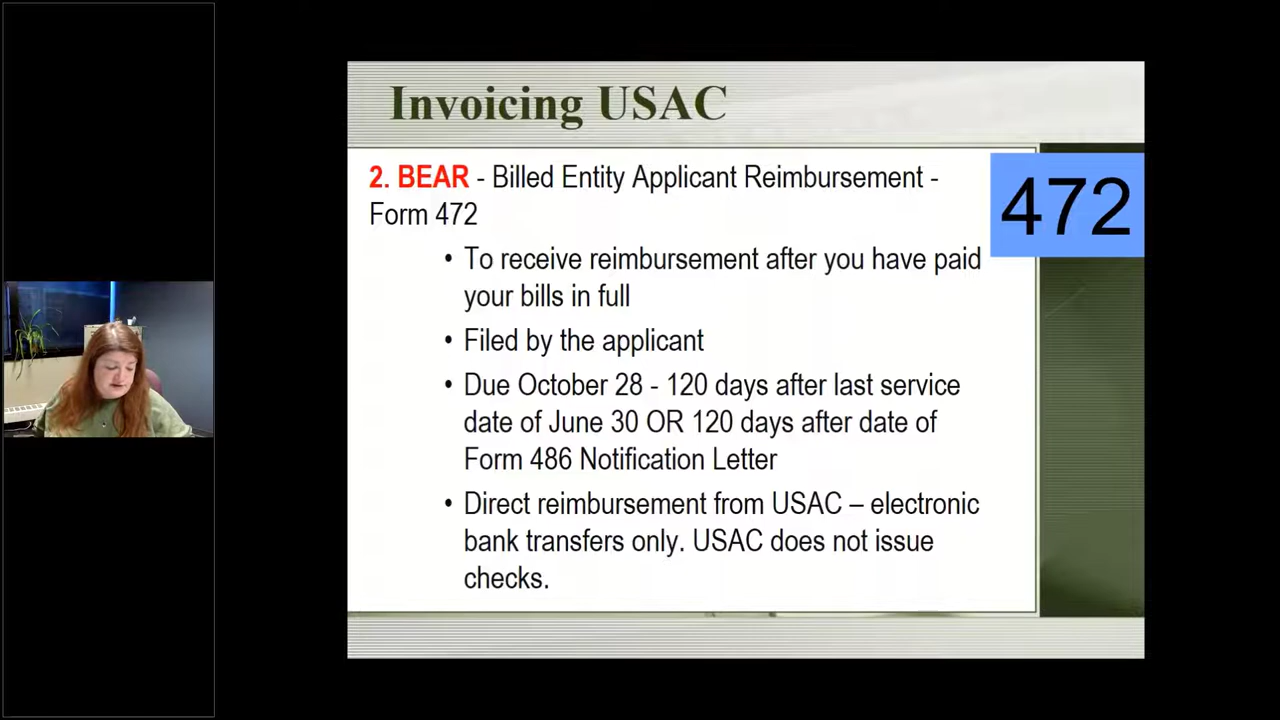 Invoicing USAC
2. BEAR - Billed Entity Applicant Reimbursement -
Form 472
472
• To receive reimbursement after you have paid
your bills in full
• Filed by the applicant
• Due October 28 - 120 days after last service
date of June 30 OR 120 days after date of
Form 486 Notification Letter
• Direct reimbursement from USAC – electronic
bank transfers only. USAC does not issue
checks.